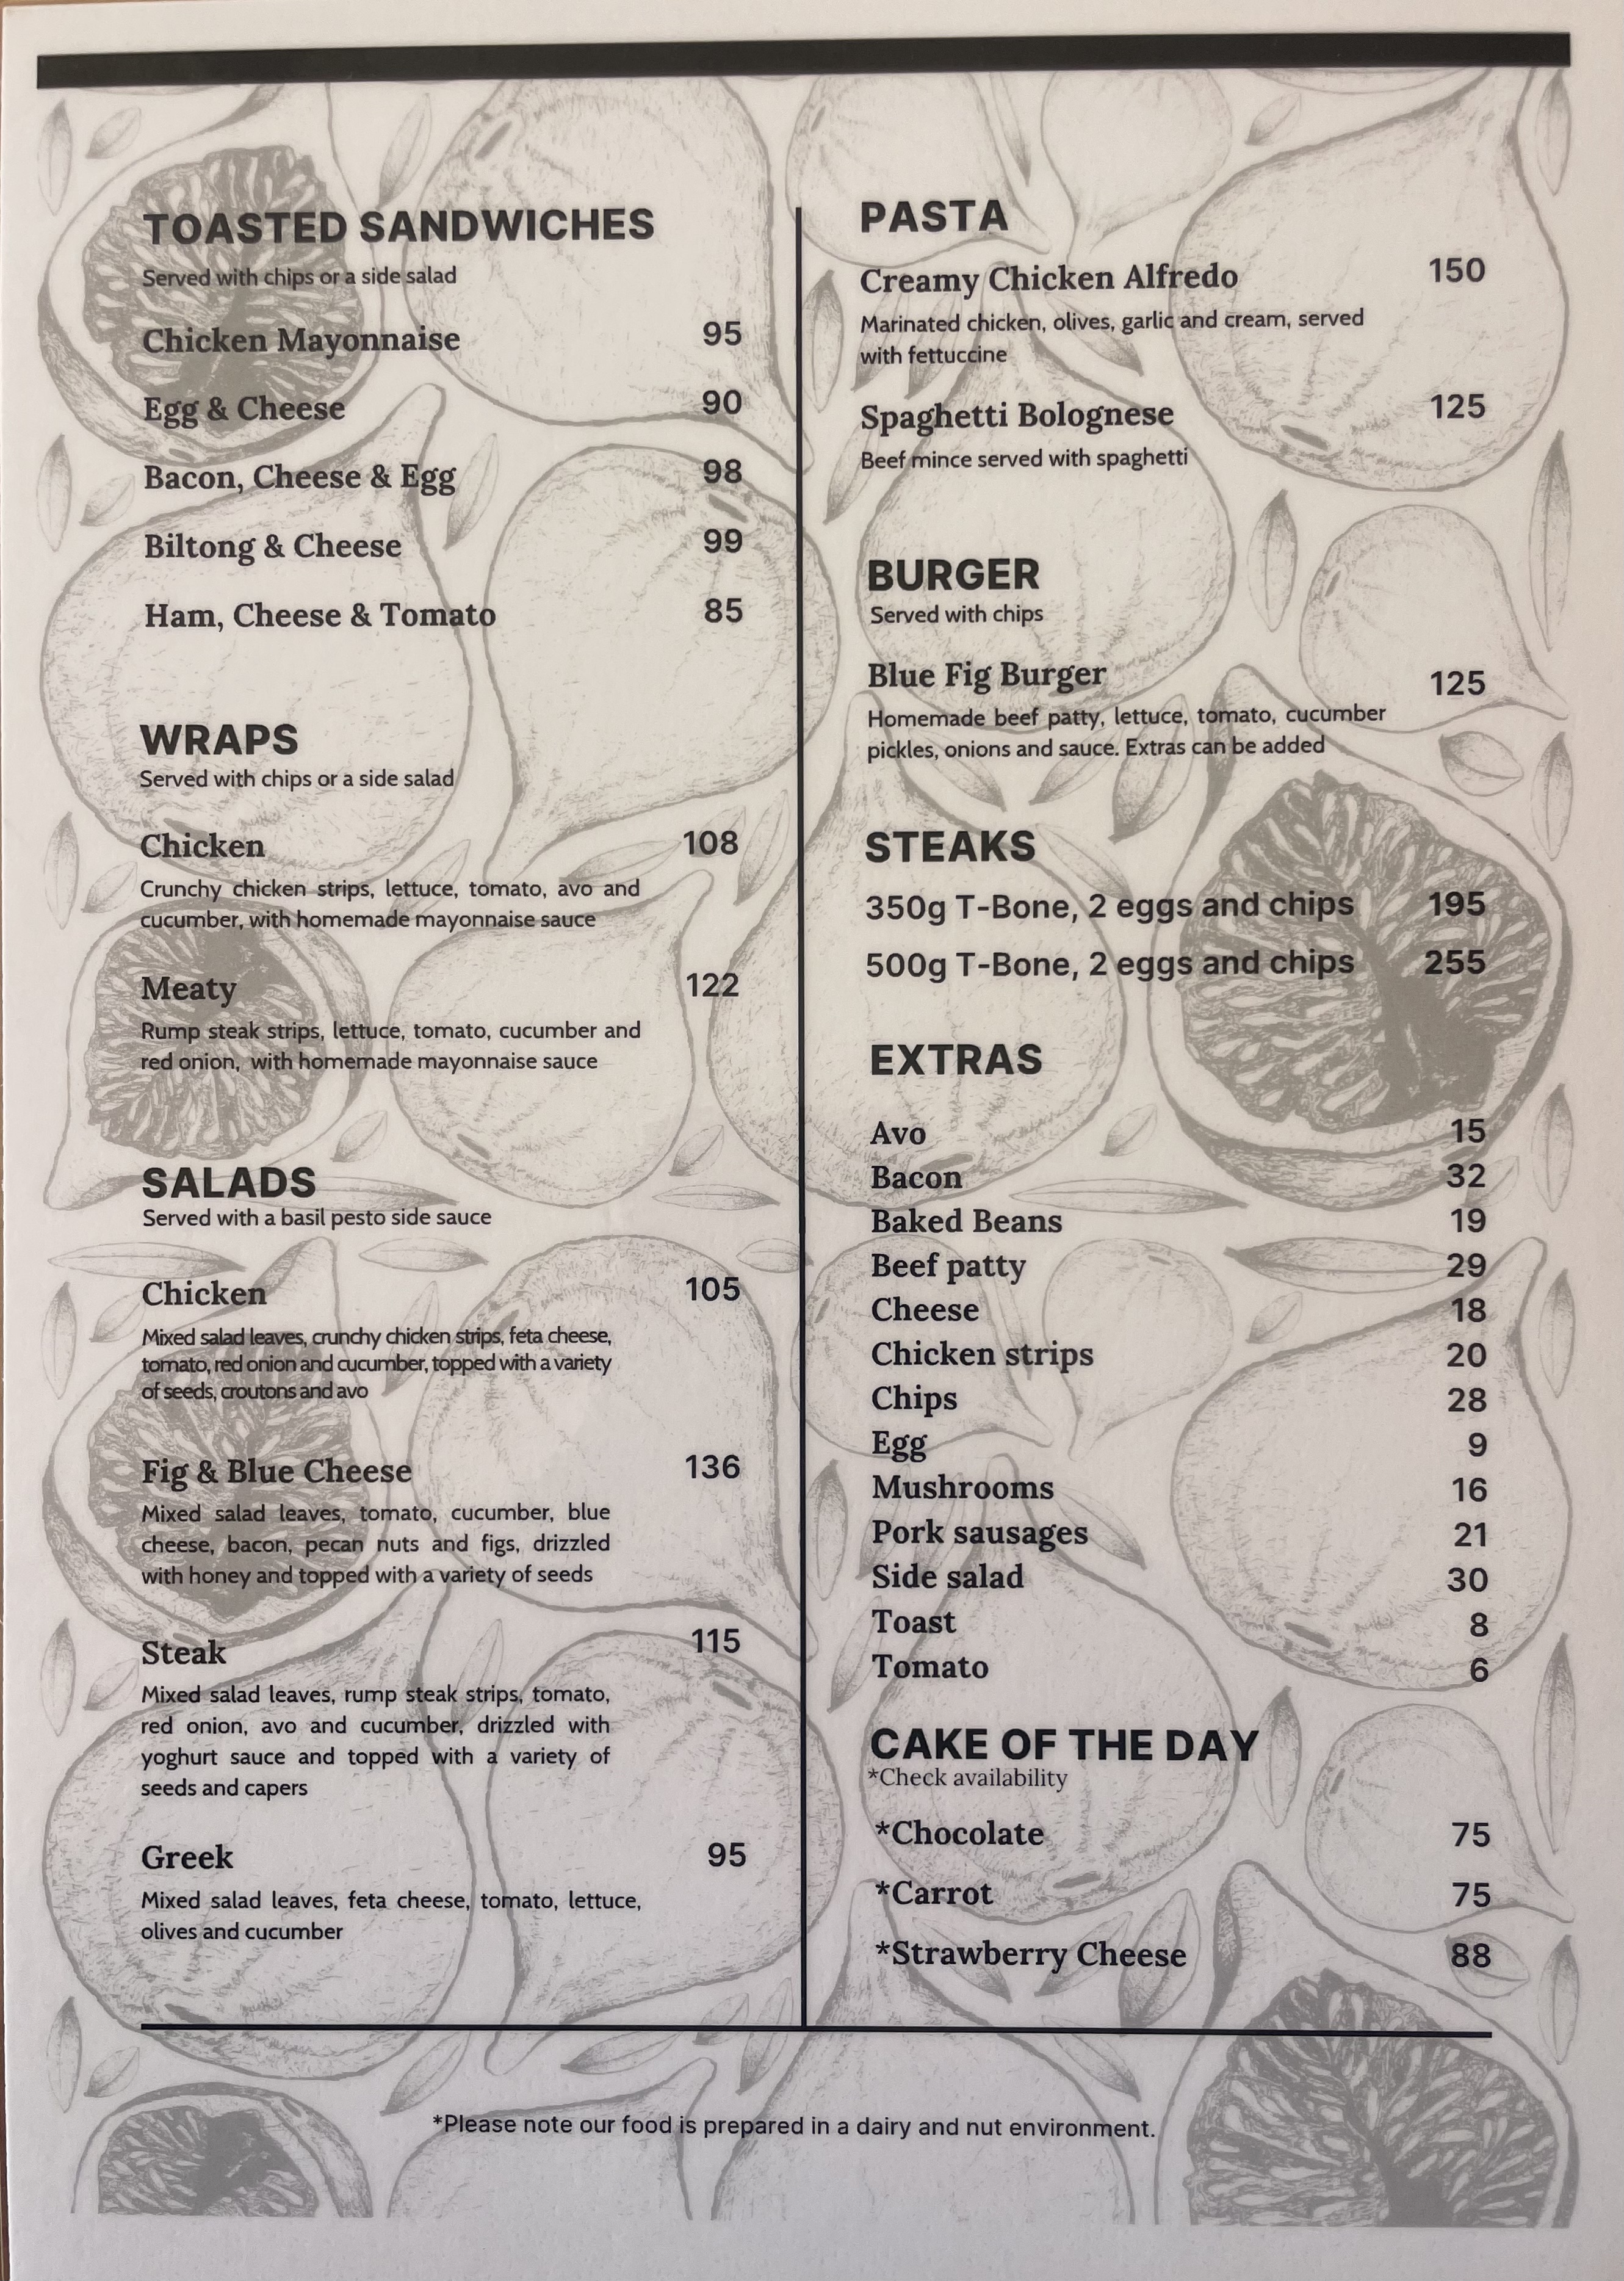 TOASTED SANDWICHES
Served with chips or a side salad
Chicken Mayonnaise 95
Egg & Cheese 90
Bacon, Cheese & Egg 98
Biltong & Cheese 99
Ham, Cheese & Tomato 85
WRAPS
Served with chips or a side salad
Chicken 108
Crunchy chicken strips, lettuce, tomato, avo and
cucumber, with homemade mayonnaise sauce
Meaty 122
Rump steak strips, lettuce, tomato, cucumber and
red onion, with homemade mayonnaise sauce
SALADS
Served with a basil pesto side sauce
Chicken 105
Mixed salad leaves, crunchy chicken strips, feta cheese,
tomato, red onion and cucumber, topped with a variety
of seeds, croutons and avo
Fig & Blue Cheese 136
Mixed salad leaves, tomato, cucumber, blue
cheese, bacon, pecan nuts and figs, drizzled
with honey and topped with a variety of seeds
Steak 115
Mixed salad leaves, rump steak strips, tomato,
red onion, avo and cucumber, drizzled with
yoghurt sauce and topped with a variety of
seeds and capers
Greek 95
Mixed salad leaves, feta cheese, tomato, lettuce,
olives and cucumber
PASTA
Creamy Chicken Alfredo 150
Marinated chicken, olives, garlic and cream, served
with fettuccine
Spaghetti Bolognese 125
Beef mince served with spaghetti
BURGER
Served with chips
Blue Fig Burger 125
Homemade beef patty, lettuce, tomato, cucumber
pickles, onions and sauce. Extras can be added
STEAKS
350g T-Bone, 2 eggs and chips 195
500g T-Bone, 2 eggs and chips 255
EXTRAS
Avo 15
Bacon 32
Baked Beans 19
Beef patty 29
Cheese 18
Chicken strips 20
Chips 28
Egg 9
Mushrooms 16
Pork sausages 21
Side salad 30
Toast 8
Tomato 6
CAKE OF THE DAY
*Check availability
*Chocolate 75
*Carrot 75
*Strawberry Cheese 88
*Please note our food is prepared in a dairy and nut environment.